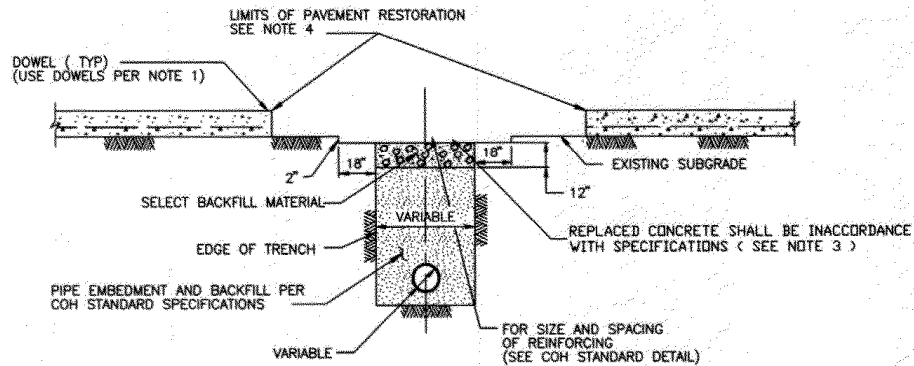 LIMITS OF PAVEMENT RESTORATION
SEE NOTE 4
DOWEL ( TYP)
(USE DOWELS PER NOTE 1)
EXISTING SUBGRADE
18"
18"
2"
12"
SELECT BACKFILL MATERIAL
VARIABLE
REPLACED CONCRETE SHALL BE INACCORDANCE
WITH SPECIFICATIONS ( SEE NOTE 3 )
EDGE OF TRENCH
PIPE EMBEDMENT AND BACKFILL PER
COH STANDARD SPECIFICATIONS
FOR SIZE AND SPACING
OF REINFORCING
(SEE COH STANDARD DETAIL)
VARIABLE